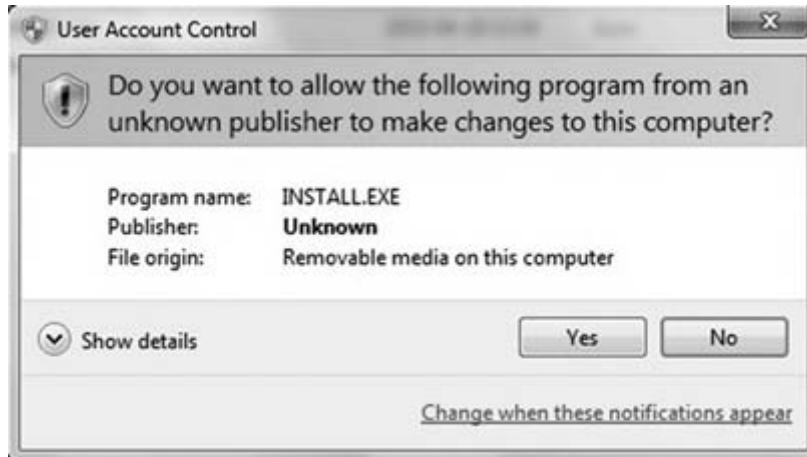 User Account Control
Do you want to allow the following program from an
unknown publisher to make changes to this computer?
Program name: INSTALL.EXE
Publisher: Unknown
File origin: Removable media on this computer
Show details
Yes
No
Change when these notifications appear